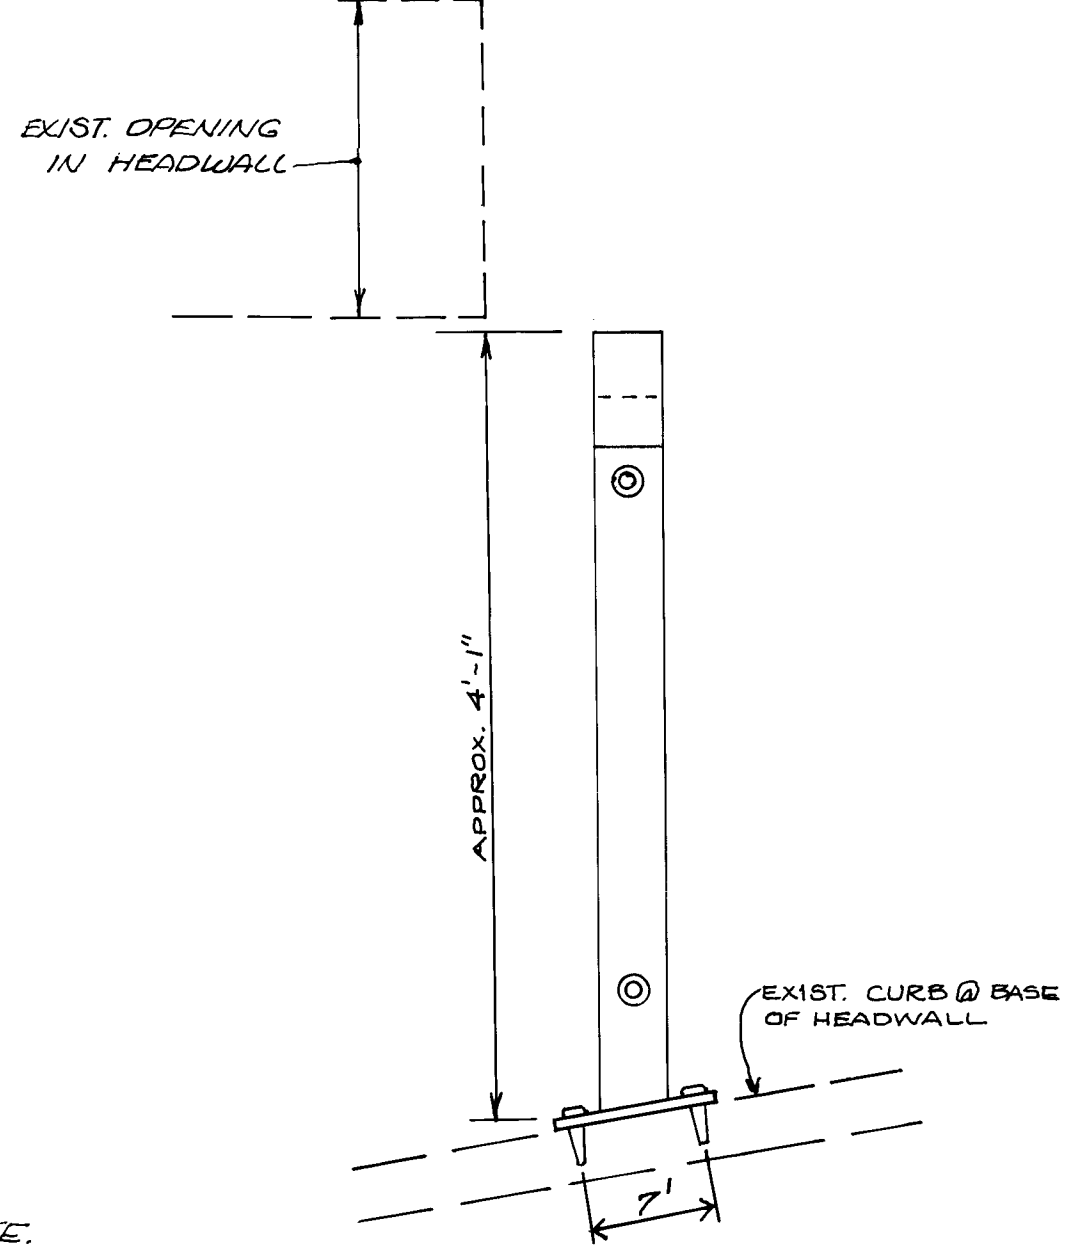 EXIST. OPENING
IN HEADWALL
APPROX. 4'-1"
EXIST. CURB @ BASE
OF HEADWALL
7'